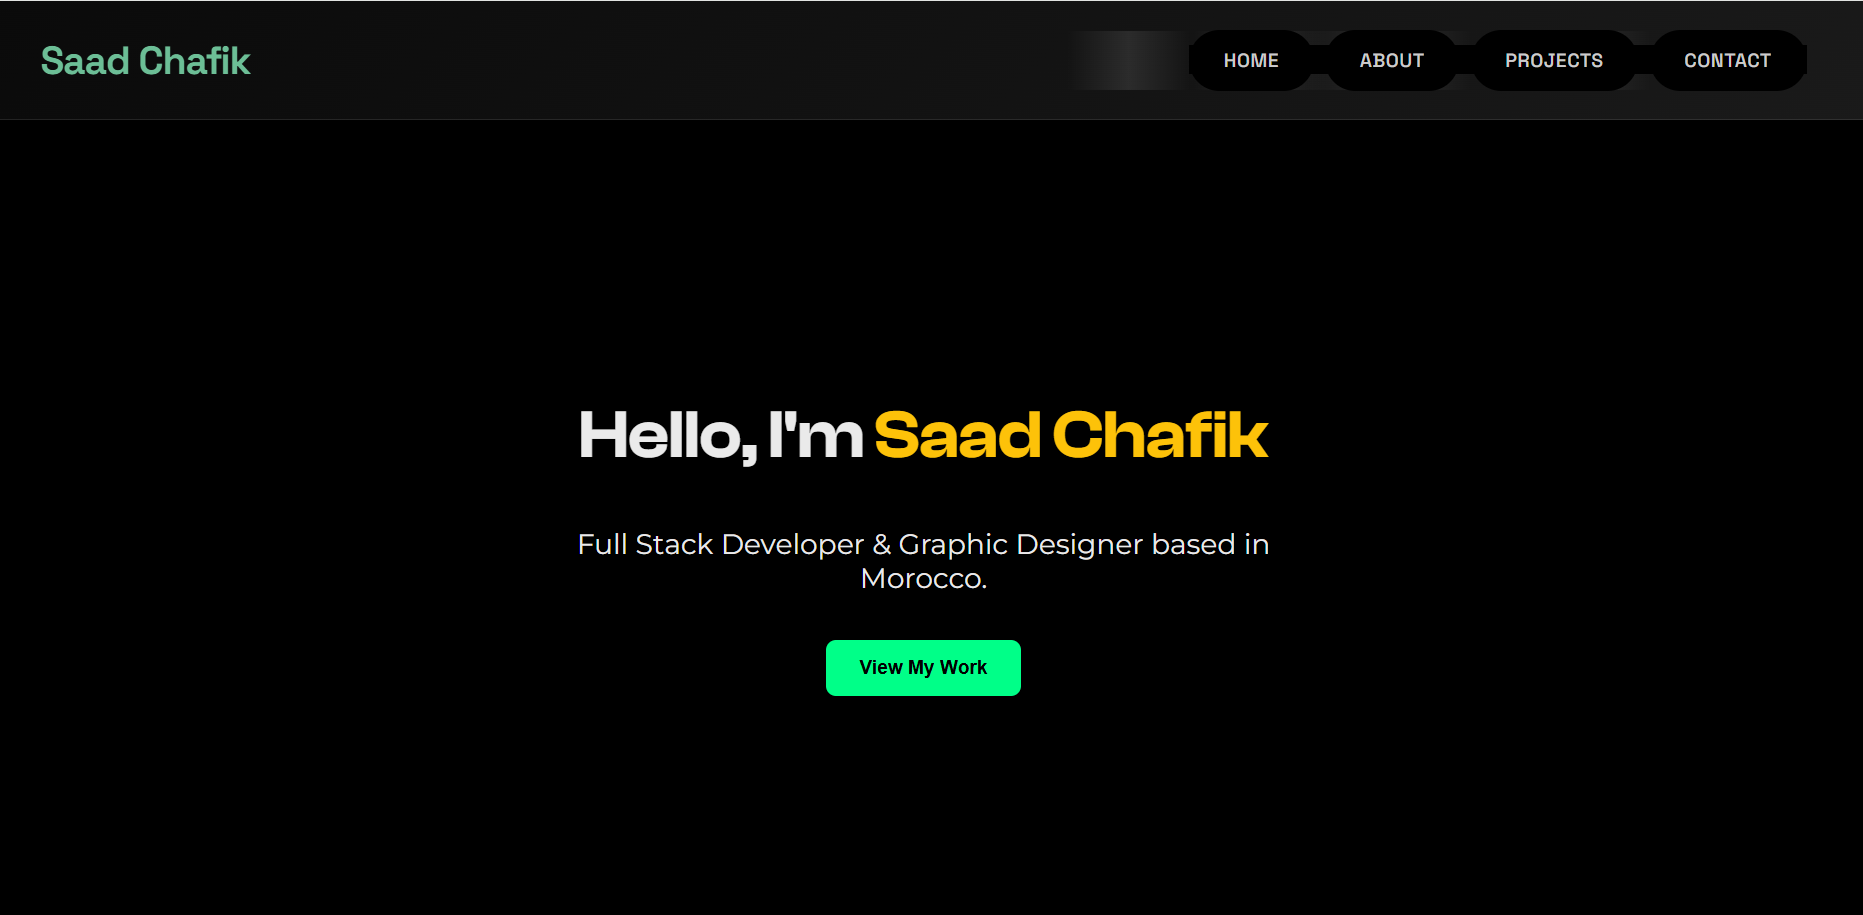 Saad Chafik
HOME
ABOUT
PROJECTS
CONTACT
Hello, I'm Saad Chafik
Full Stack Developer & Graphic Designer based in
Morocco.
View My Work